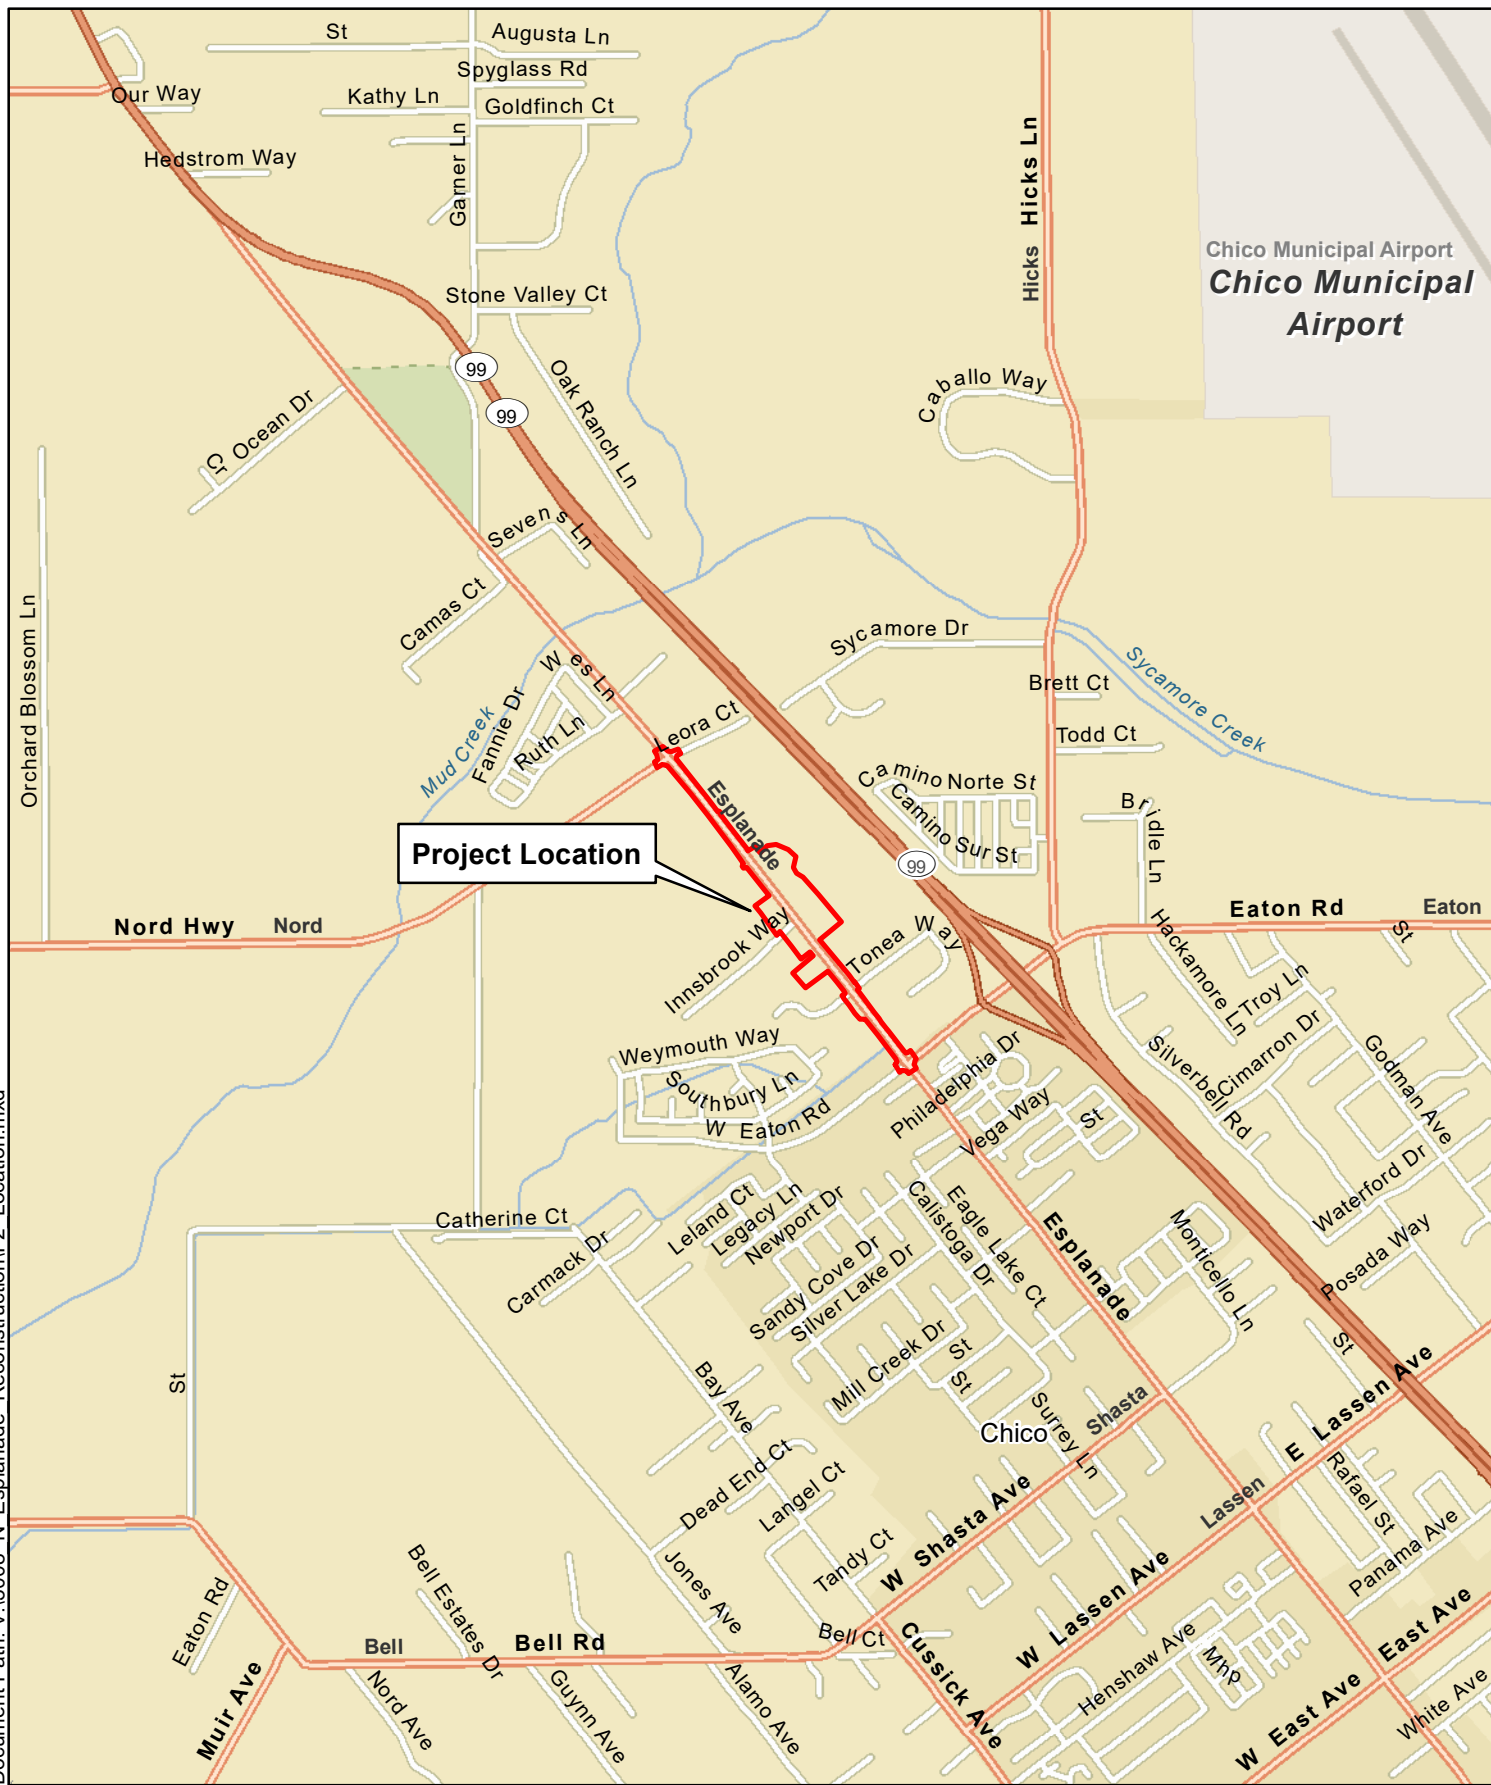 St
Augusta Ln
Spyglass Rd
Our Way
Kathy Ln
Goldfinch Ct
Hedstrom Way
Garner Ln
Hicks Ln
Hicks
Chico Municipal Airport
Chico Municipal
Airport
Stone Valley Ct
99
99
Oak Ranch Ln
Caballo Way
Ocean Dr
Cr
Sevens Ln
Camas Ct
Orchard Blossom Ln
Sycamore Dr
Sycamore Creek
Wes Ln
Brett Ct
Fannie Dr
Ruth Ln
Mud Creek
Leora Ct
Todd Ct
Esplanade
Camino Norte St
Camino Sur St
Bridle Ln
Project Location
99
Nord Hwy
Nord
Eaton Rd
Eaton
Innsbrook Way
Tonea Way
St
Hackamore Ln
Troy Ln
Cimarron Dr
Weymouth Way
Southbury Ln
W Eaton Rd
Philadelphia Dr
Vega Way
St
Silverbell Rd
Godman Ave
Waterford Dr
Posada Way
Catherine Ct
Carmack Dr
Leland Ct
Legacy Ln
Newport Dr
Calistoga Dr
Eagle Lake Ct
Esplanade
Monticello Ln
Sandy Cove Dr
Silver Lake Dr
St
Mill Creek Dr
St
St
St
Bay Ave
Surrey Ln
Shasta
Chico
E Lassen Ave
Dead End Ct
Langel Ct
W Shasta Ave
Lassen
Rafael St
Panama Ave
Tandy Ct
Jones Ave
W Lassen Ave
Eaton Rd
Bell Estates Dr
Bell
Bell Rd
Bell Ct
Cussick Ave
Henshaw Ave
Mhp
East Ave
Muir Ave
Nord Ave
Guynn Ave
Alamo Ave
W East Ave
White Ave